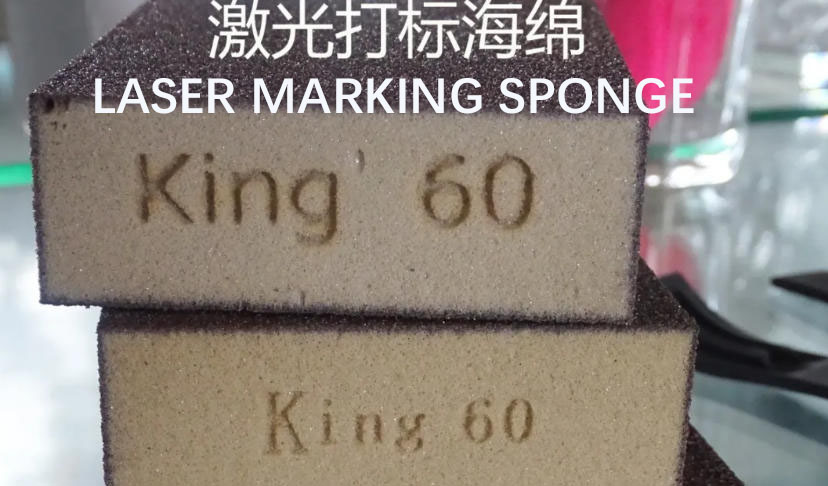 激光打标海绵
LASER MARKING SPONGE
King' 60
King 60